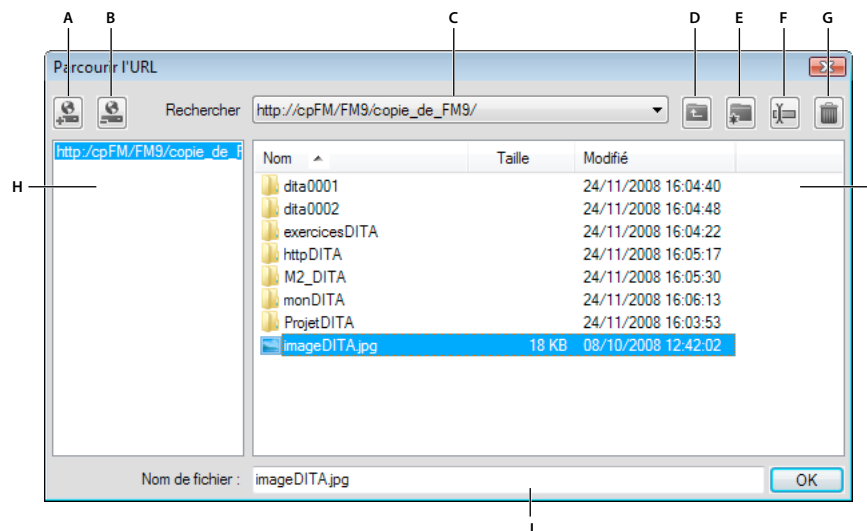 A B C D E F G
Parcourir l'URL
Rechercher http://cpFM/FM9/copie_de_FM9/
http:/cpFM/FM9/copie_de_F
Nom Taille Modifié
dita0001 24/11/2008 16:04:40
H
dita0002 24/11/2008 16:04:48
exercicesDITA 24/11/2008 16:04:22
httpDITA 24/11/2008 16:05:17
M2_DITA 24/11/2008 16:05:30
monDITA 24/11/2008 16:06:13
ProjetDITA 24/11/2008 16:03:53
imageDITA.jpg 18 KB 08/10/2008 12:42:02
Nom de fichier : imageDITA.jpg OK